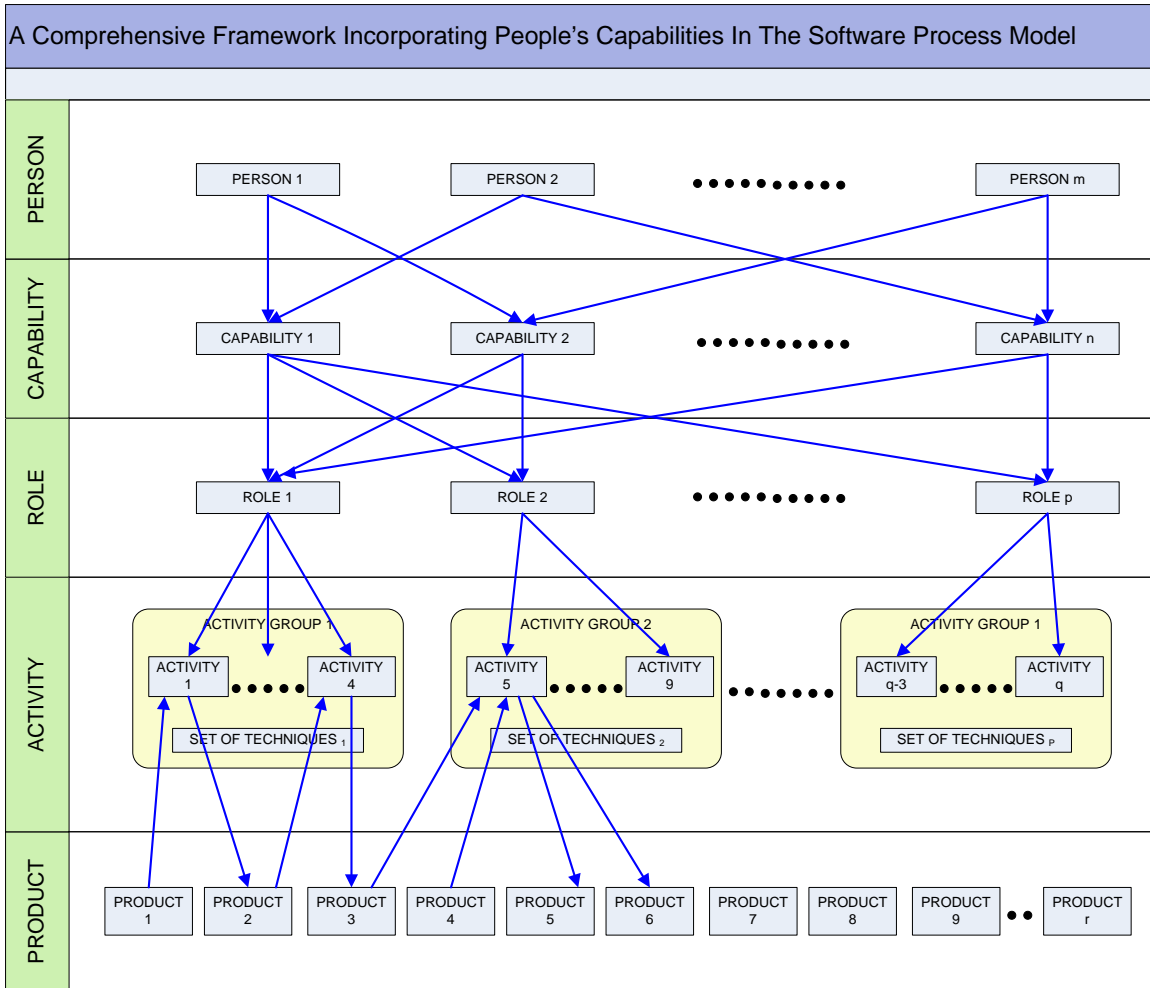 A Comprehensive Framework Incorporating People's Capabilities In The Software Process Model
PERSON
PERSON 1
PERSON 2
PERSON m
CAPABILITY
CAPABILITY 1
CAPABILITY 2
CAPABILITY n
ROLE
ROLE 1
ROLE 2
ROLE p
ACTIVITY
ACTIVITY GROUP 1
ACTIVITY
1
ACTIVITY
4
SET OF TECHNIQUES 1
ACTIVITY GROUP 2
ACTIVITY
5
ACTIVITY
9
SET OF TECHNIQUES 2
ACTIVITY GROUP 1
ACTIVITY
q-3
ACTIVITY
q
SET OF TECHNIQUES P
PRODUCT
PRODUCT
1
PRODUCT
2
PRODUCT
3
PRODUCT
4
PRODUCT
5
PRODUCT
6
PRODUCT
7
PRODUCT
8
PRODUCT
9
PRODUCT
r